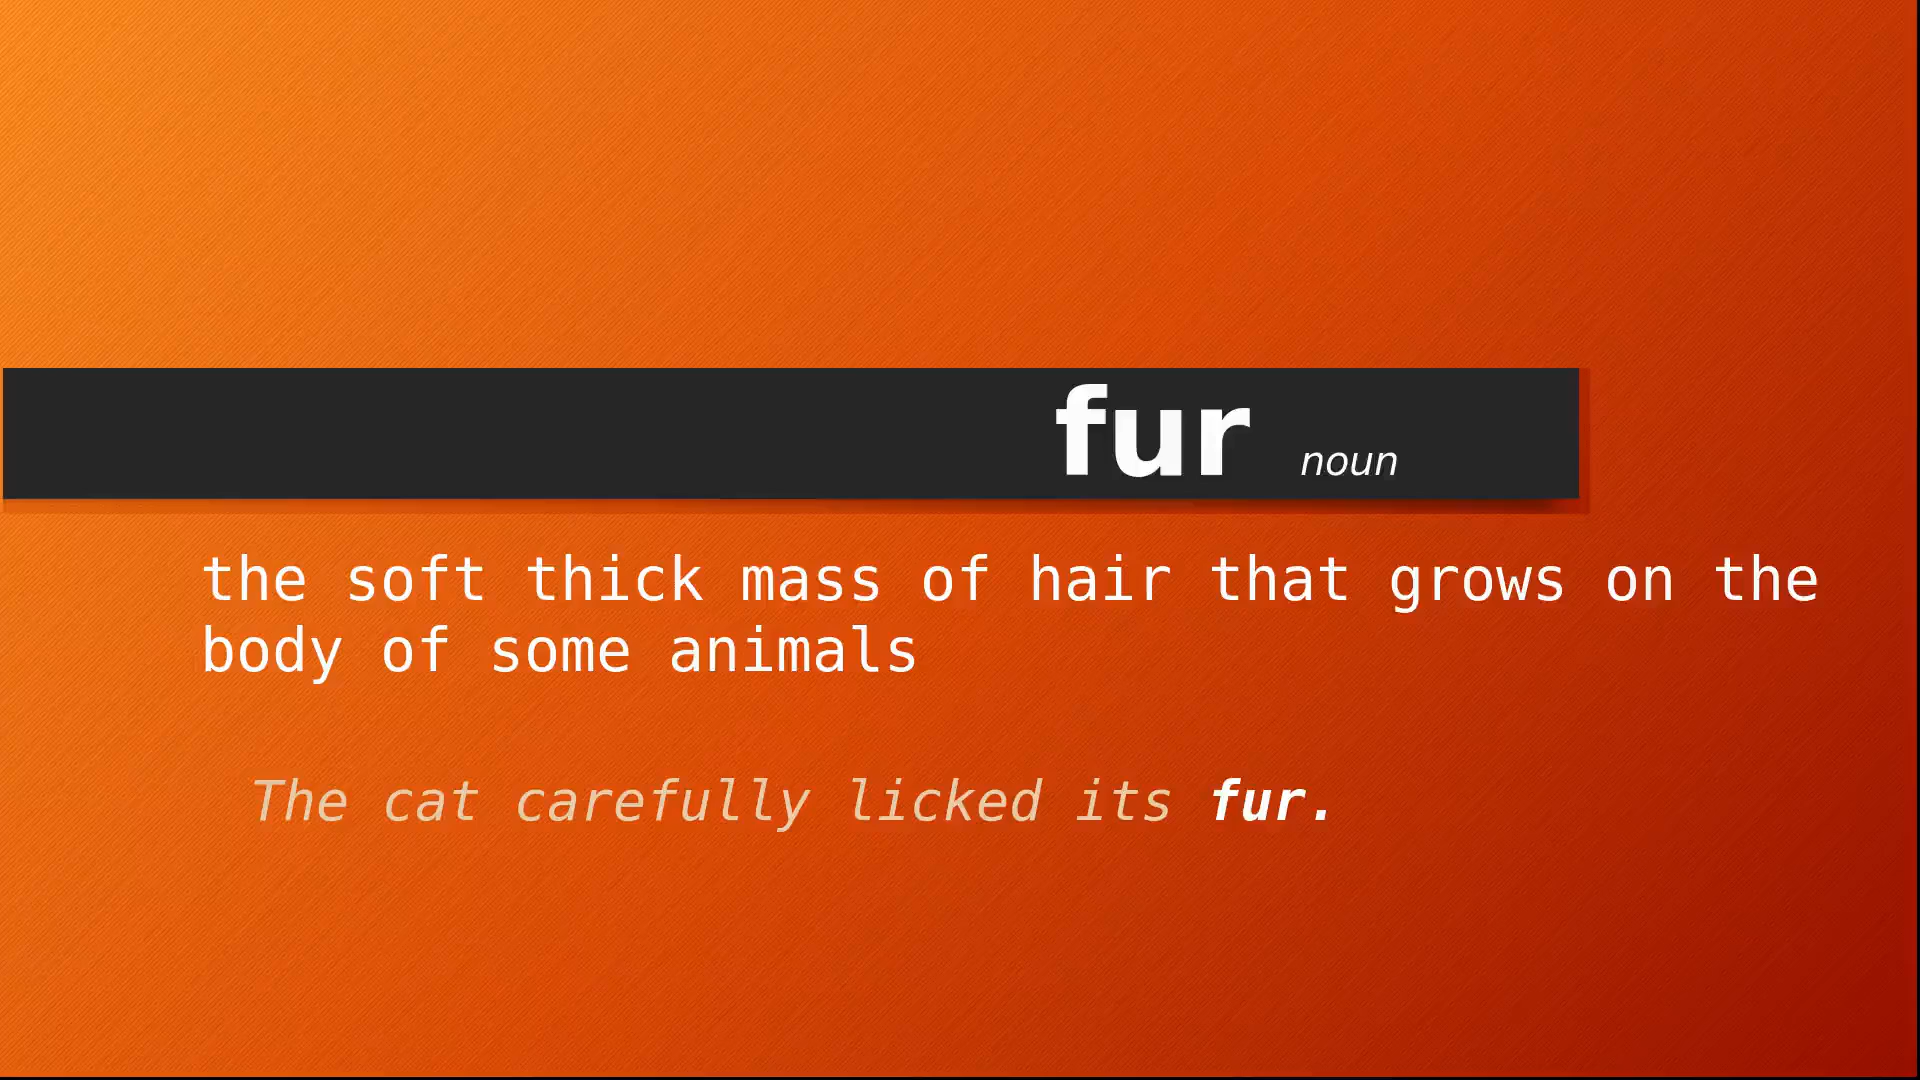 fur noun
the soft thick mass of hair that grows on the
body of some animals
The cat carefully licked its fur.